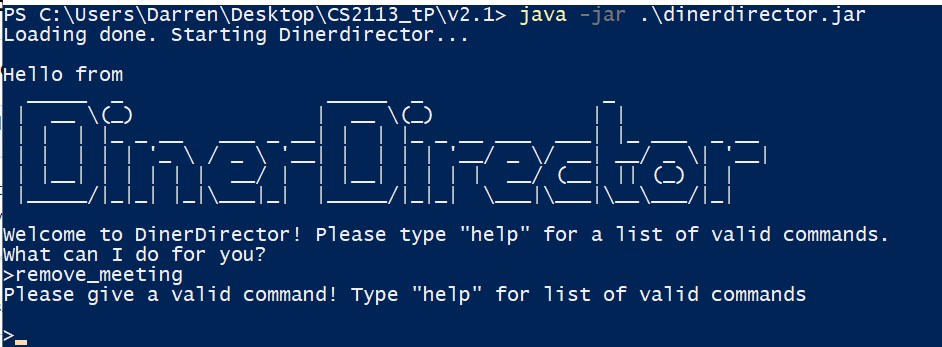 PS C:\Users\Darren\Desktop\CS2113_tP\v2.1> java -jar .\dinerdirector.jar
Loading done. Starting Dinerdirector...
Hello from
DinerDirector
Welcome to DinerDirector! Please type "help" for a list of valid commands.
What can I do for you?
>remove_meeting
Please give a valid command! Type "help" for list of valid commands
>